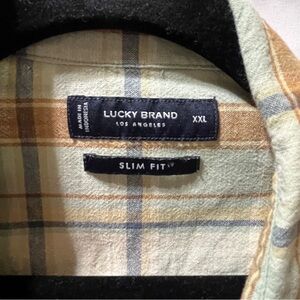 MADE IN
INDONESIA
LUCKY BRAND
LOS ANGELES
XXL
SLIM FIT